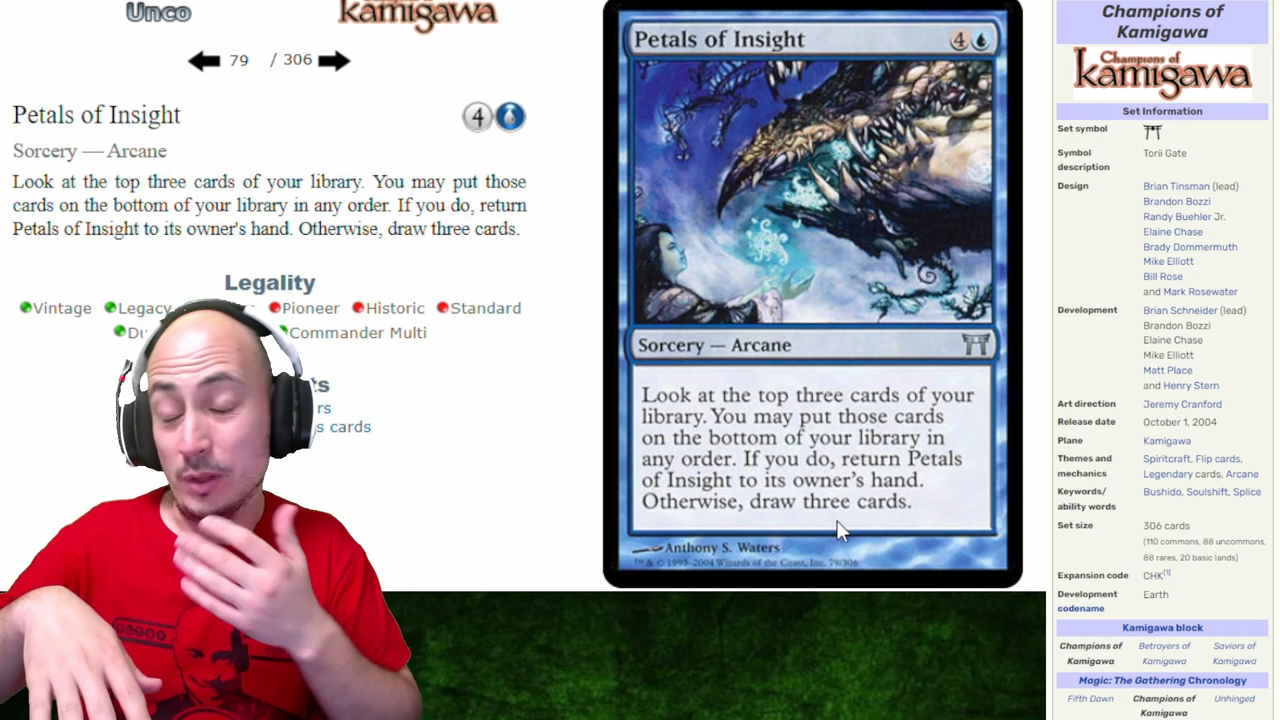 Unco
kamigawa
79 / 306
Petals of Insight
4
Sorcery — Arcane
Look at the top three cards of your library. You may put those
cards on the bottom of your library in any order. If you do, return
Petals of Insight to its owner's hand. Otherwise, draw three cards.
Legality
Vintage Legacy Pioneer Historic Standard
Commander Multi
cards
Petals of Insight 4
Sorcery — Arcane
Look at the top three cards of your
library. You may put those cards
on the bottom of your library in
any order. If you do, return Petals
of Insight to its owner's hand.
Otherwise, draw three cards.
Anthony S. Waters
™ & © 1993–2004 Wizards of the Coast, Inc. 79/306
Champions of
Kamigawa
Champions of
kamigawa
Set Information
Set symbol
Symbol Torii Gate
description
Design Brian Tinsman (lead)
Brandon Bozzi
Randy Buehler Jr.
Elaine Chase
Brady Dommermuth
Mike Elliott
Bill Rose
and Mark Rosewater
Development Brian Schneider (lead)
Brandon Bozzi
Elaine Chase
Mike Elliott
Matt Place
and Henry Stern
Art direction Jeremy Cranford
Release date October 1, 2004
Plane Kamigawa
Themes and Spiritcraft, Flip cards,
mechanics Legendary cards, Arcane
Keywords/ Bushido, Soulshift, Splice
ability words
Set size 306 cards
(110 commons, 88 uncommons,
88 rares, 20 basic lands)
Expansion code CHK[1]
Development Earth
codename
Kamigawa block
Champions of Betrayers of Saviors of
Kamigawa Kamigawa Kamigawa
Magic: The Gathering Chronology
Fifth Dawn Champions of Unhinged
Kamigawa